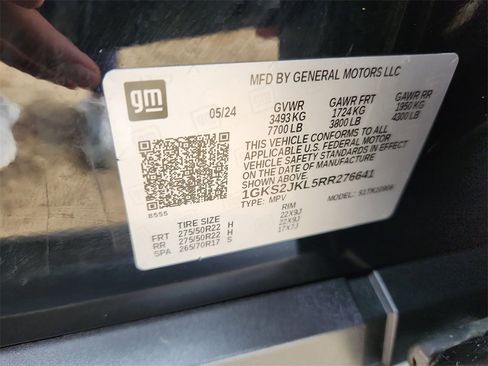 gm
MFD BY GENERAL MOTORS LLC
05/24 GVWR GAWR FRT GAWR RR
3493 KG 1724 KG 1950 KG
7700 LB 3800 LB 4300 LB
THIS VEHICLE CONFORMS TO ALL
APPLICABLE U.S. FEDERAL MOTOR
VEHICLE SAFETY STANDARDS IN EFFECT
ON THE DATE OF MANUFACTURE
SHOWN ABOVE.
1GKS2JKL5RR276641
TYPE: MPV MODEL:
8555
TIRE SIZE RIM
FRT 275/50R22 H 22X9J
RR 275/50R22 H 22X9J
SPA 265/70R17 S 17X7J